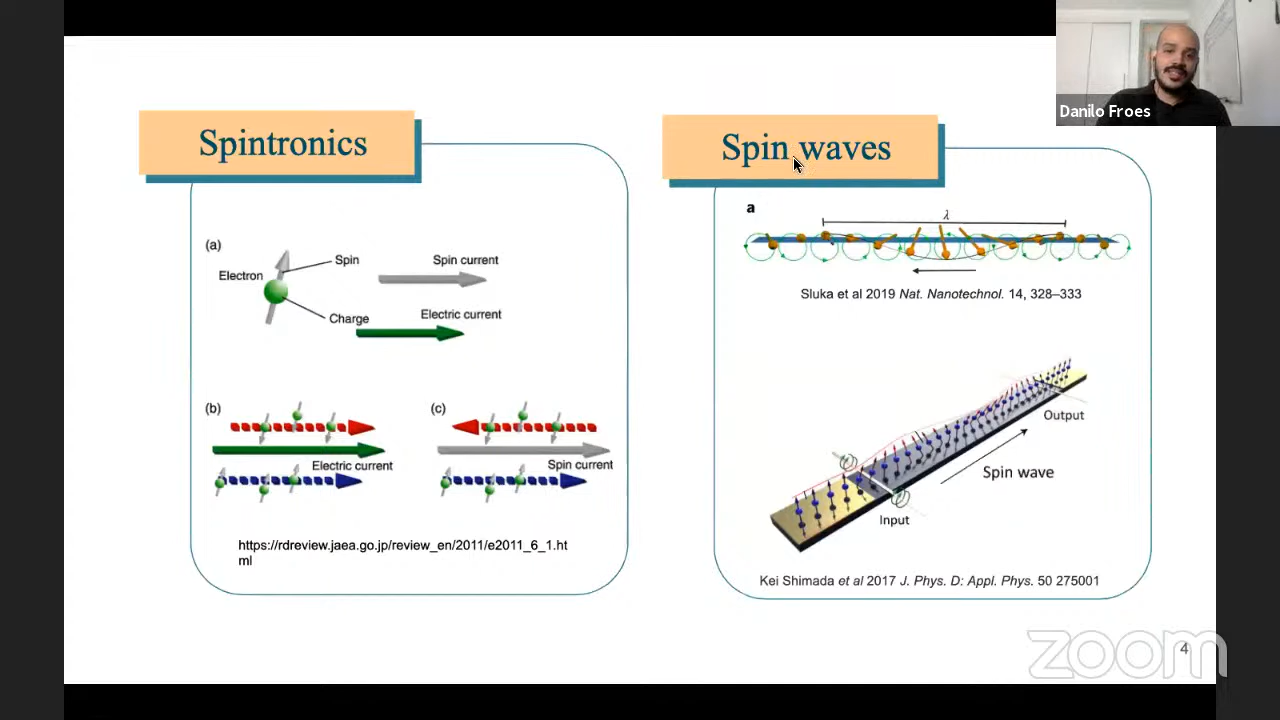 Danilo Froes
Spintronics
(a)
Electron
Spin
Charge
Spin current
Electric current
(b)
Electric current
(c)
Spin current
https://rdreview.jaea.go.jp/review_en/2011/e2011_6_1.ht
ml
Spin waves
a
λ
Sluka et al 2019 Nat. Nanotechnol. 14, 328–333
Output
Spin wave
Input
Kei Shimada et al 2017 J. Phys. D: Appl. Phys. 50 275001
zoom
4